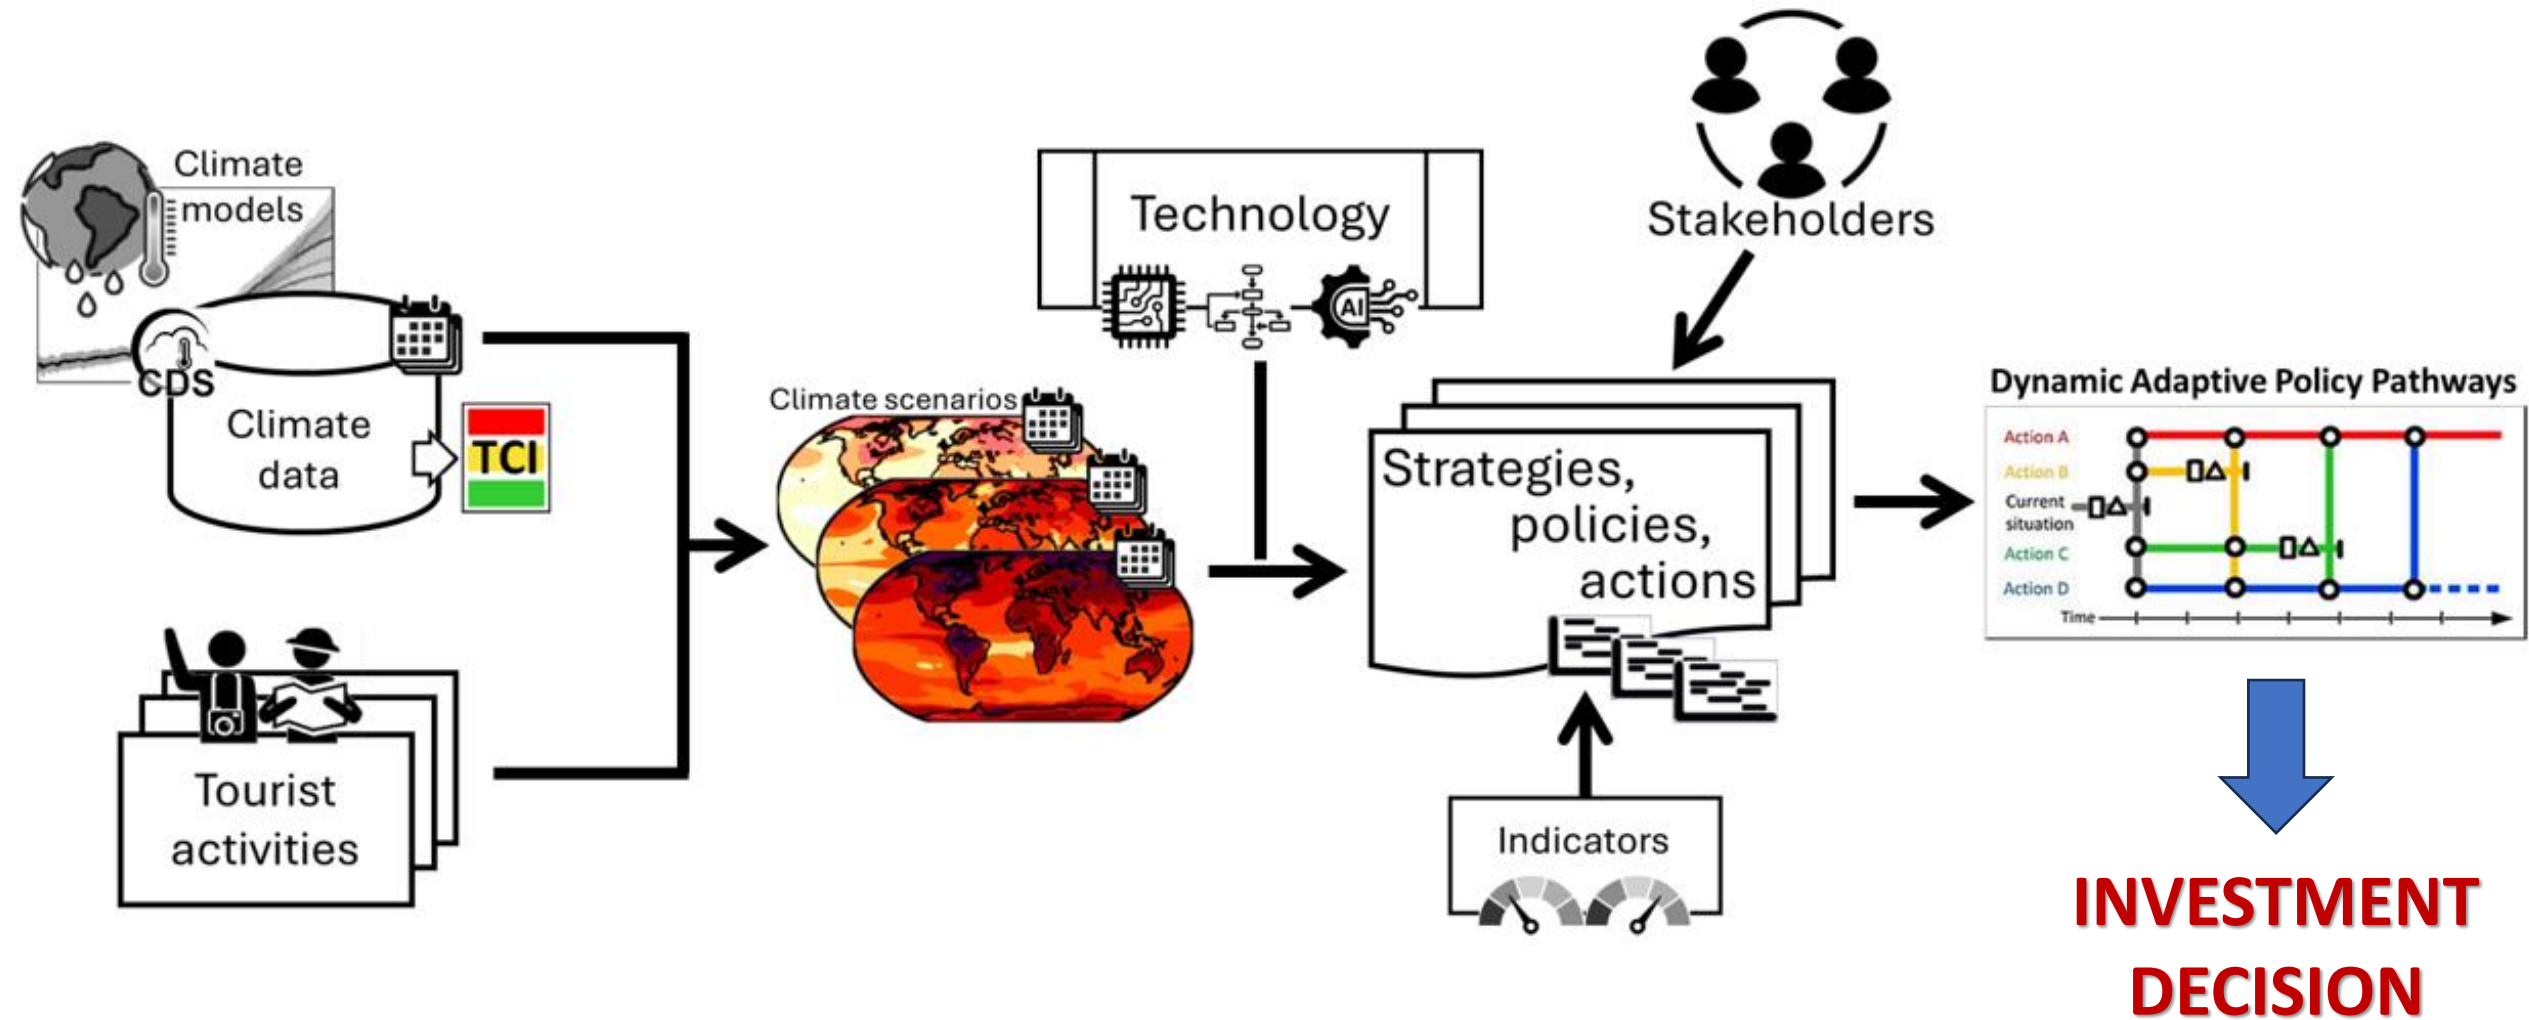 Climate
models
CDS
Climate
data
TCI
Tourist
activities
Climate scenarios
Technology
AI
Stakeholders
Strategies,
policies,
actions
Indicators
Dynamic Adaptive Policy Pathways
Action A
Action B
Current
situation
Action C
Action D
Time
INVESTMENT
DECISION